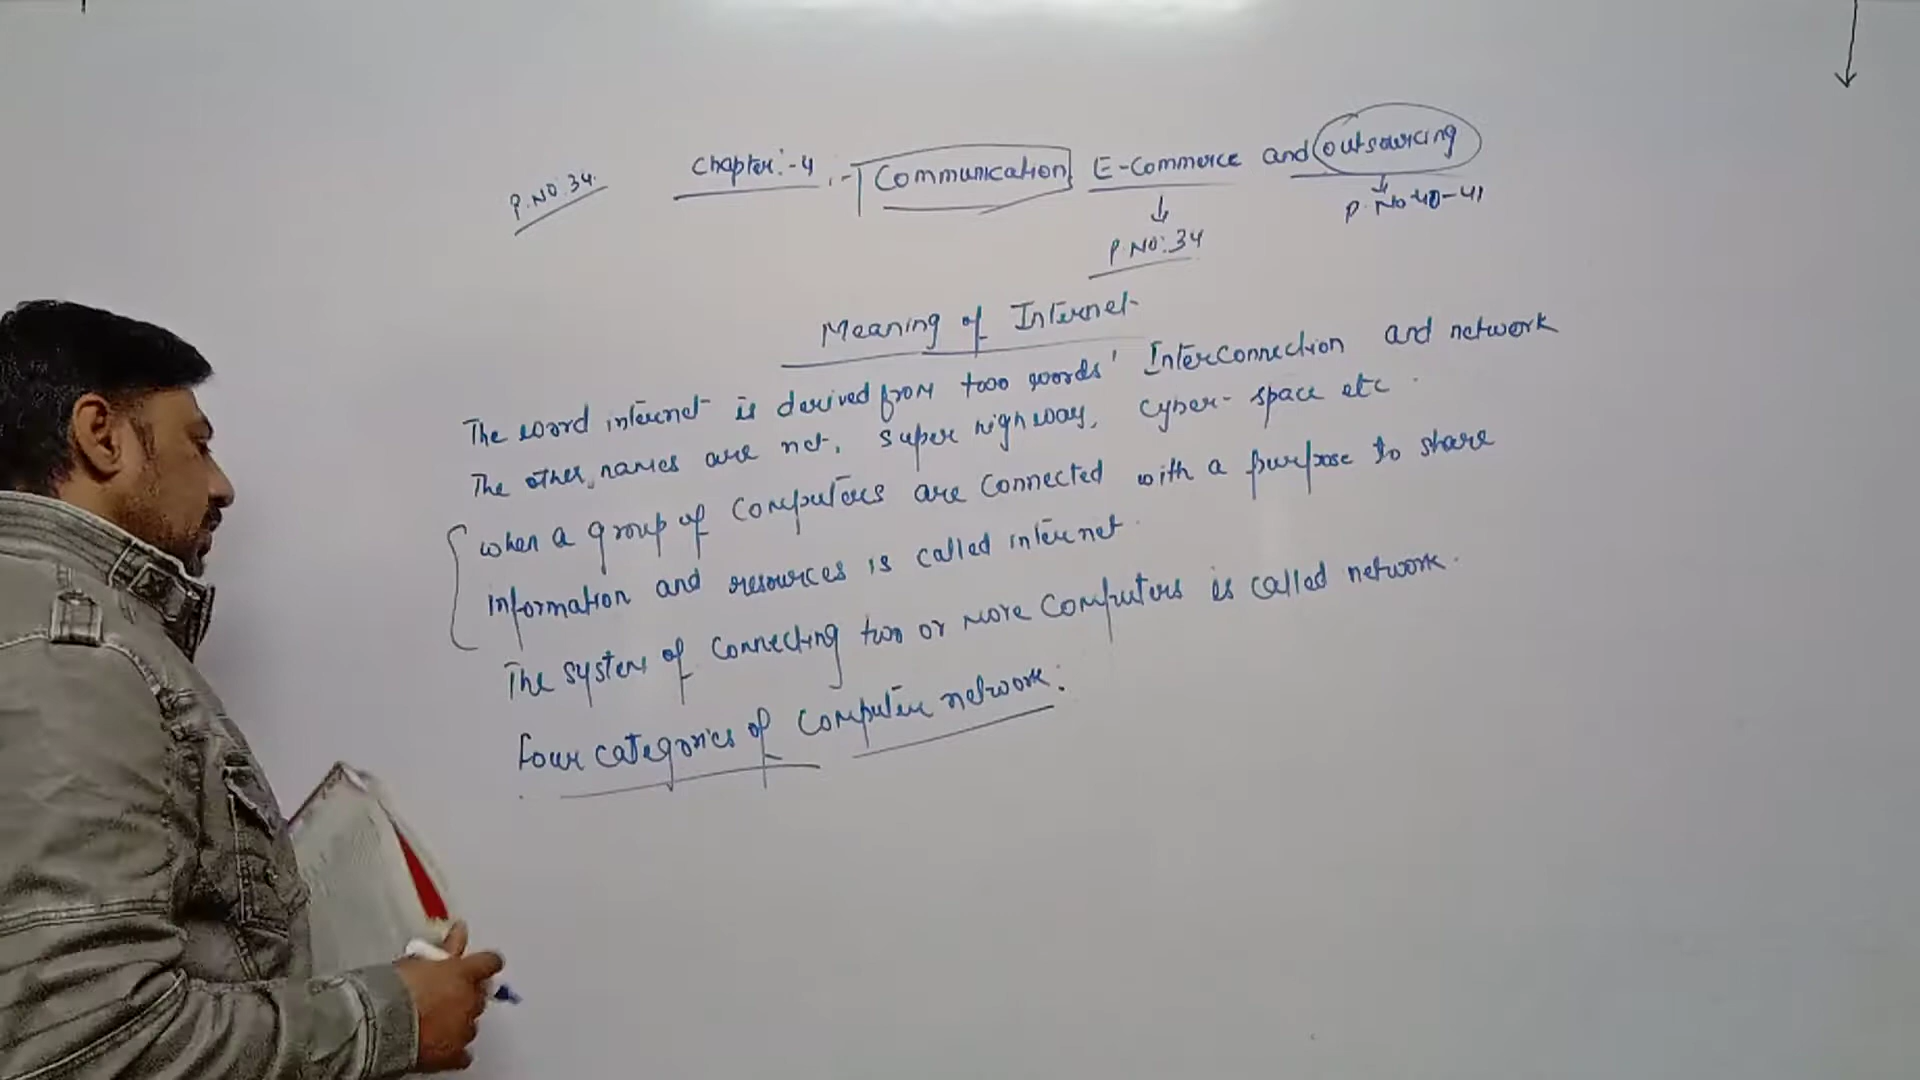 P.NO:34.
Chapter:-4 :- Communication E-Commerce and outsourcing
P.NO:34
P.No 40-41
Meaning of Internet
The word internet is derived from two words' Interconnection and network
The other names are net, super highway, cyber-space etc.
when a group of computers are connected with a purpose to share
information and resources is called internet.
The system of connecting two or more computers is called network.
four categories of computer network: